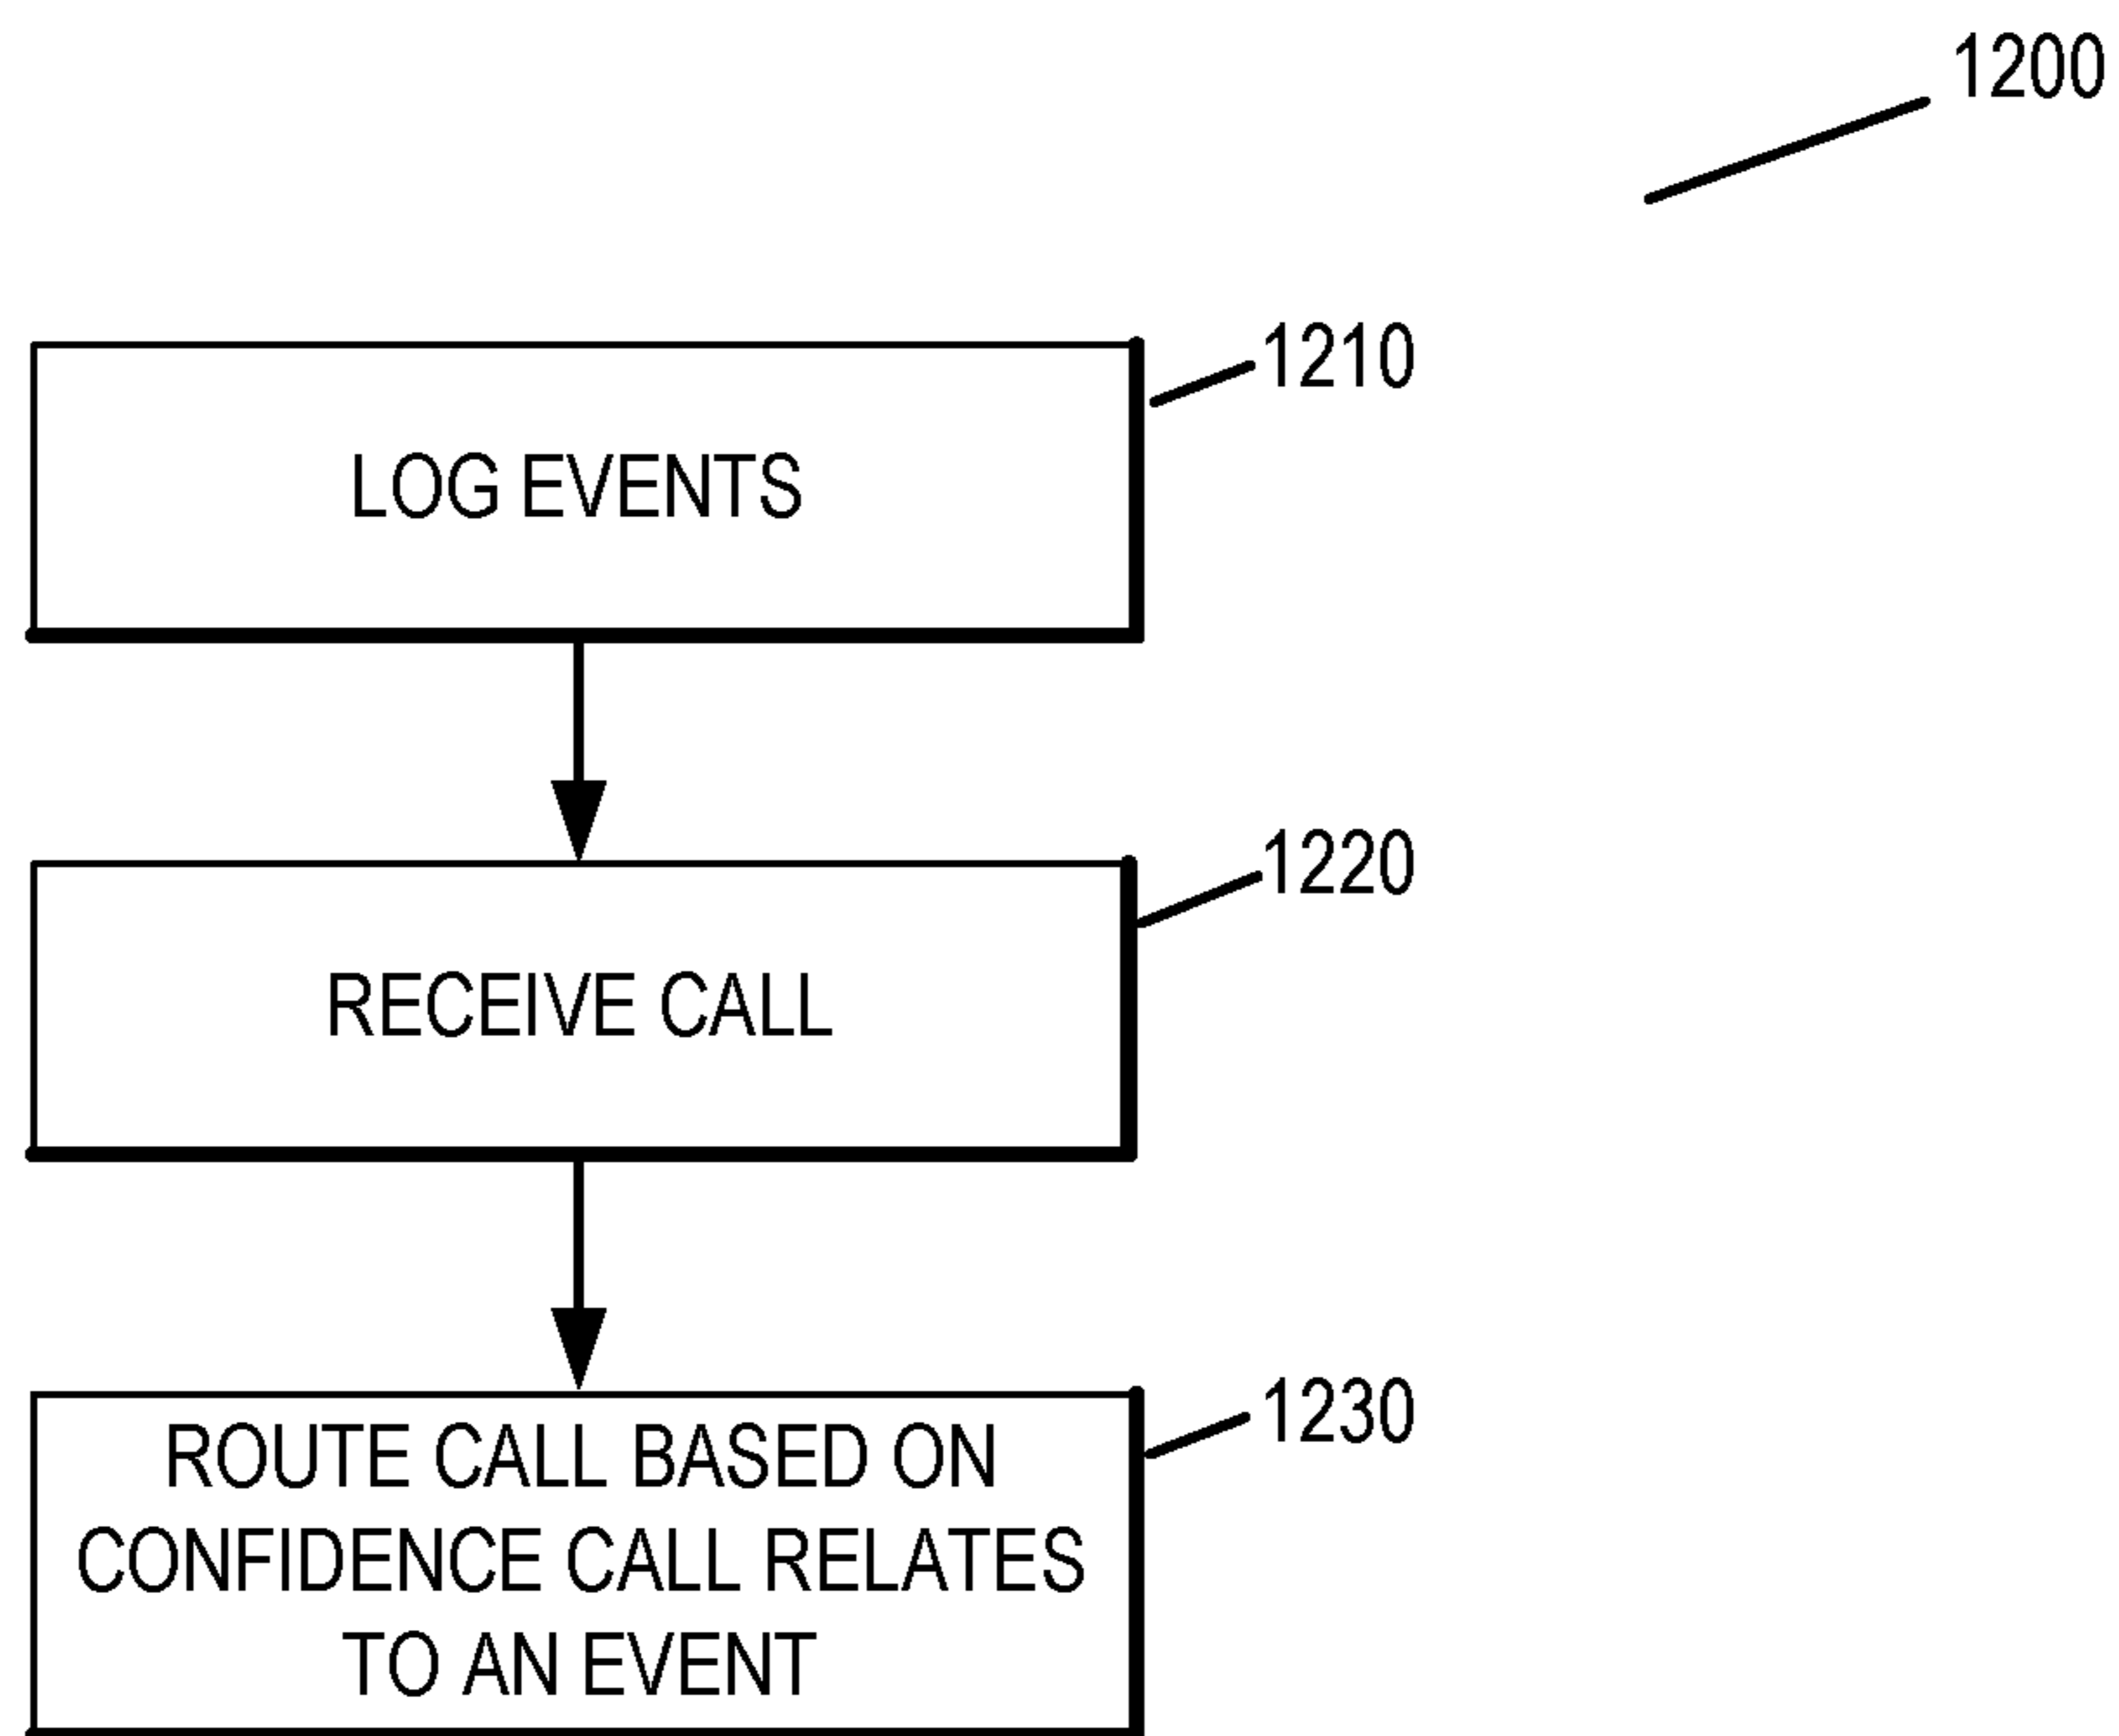 1200
1210
LOG EVENTS
1220
RECEIVE CALL
1230
ROUTE CALL BASED ON
CONFIDENCE CALL RELATES
TO AN EVENT